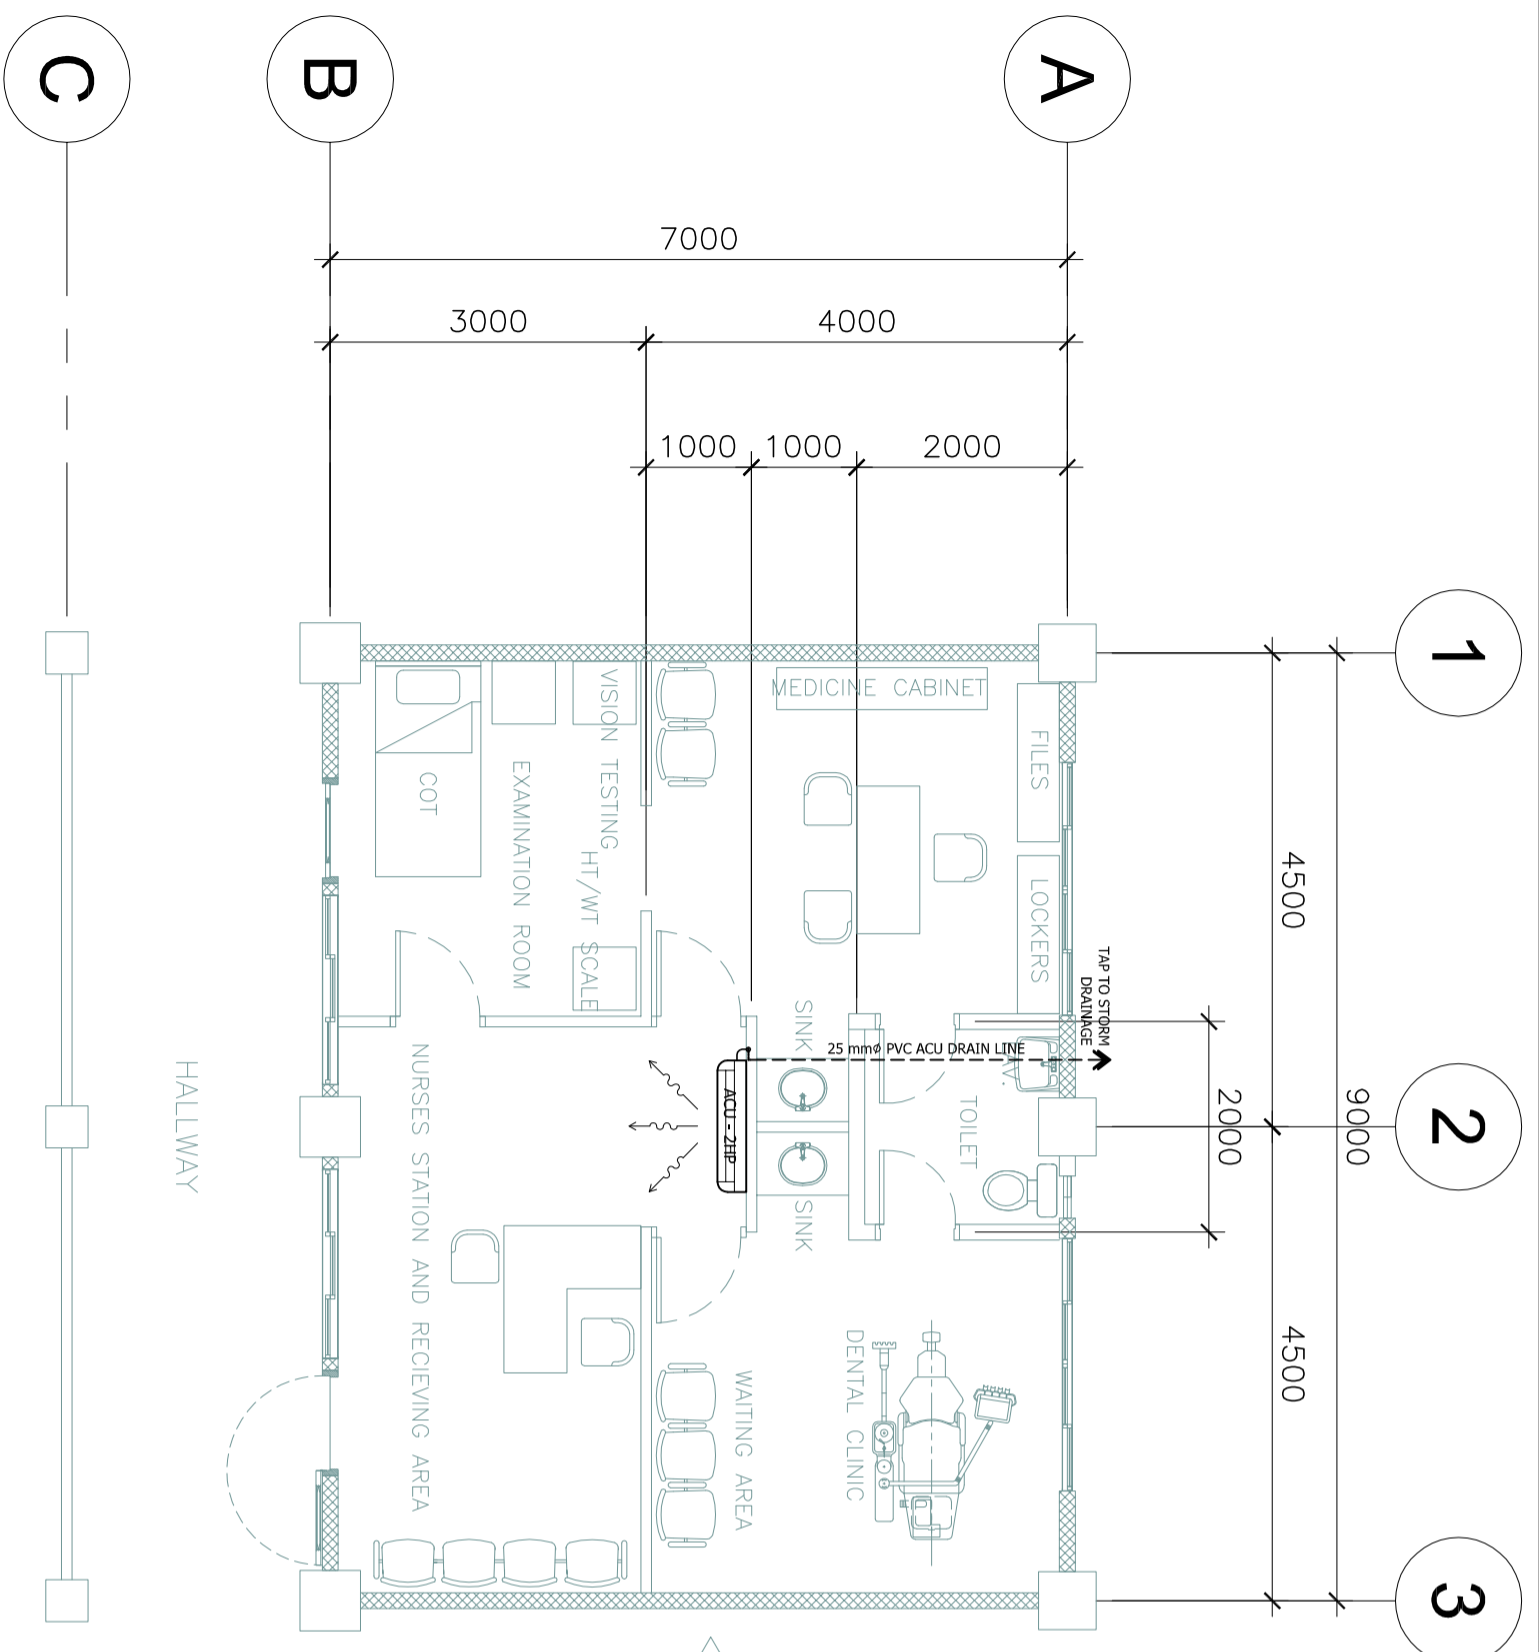 C
B
A
7000
3000
4000
1000
1000
2000
1
2
3
4500
9000
2000
4500
MEDICINE CABINET
FILES
LOCKERS
VISION TESTING
COT
EXAMINATION ROOM
HT/WT SCALE
SINK
TAP TO STORM
DRAINAGE
25 mmø PVC ACU DRAIN LINE
TOILET
ACU - 2HP
SINK
HALLWAY
NURSES STATION AND RECIEVING AREA
WAITING AREA
DENTAL CLINIC